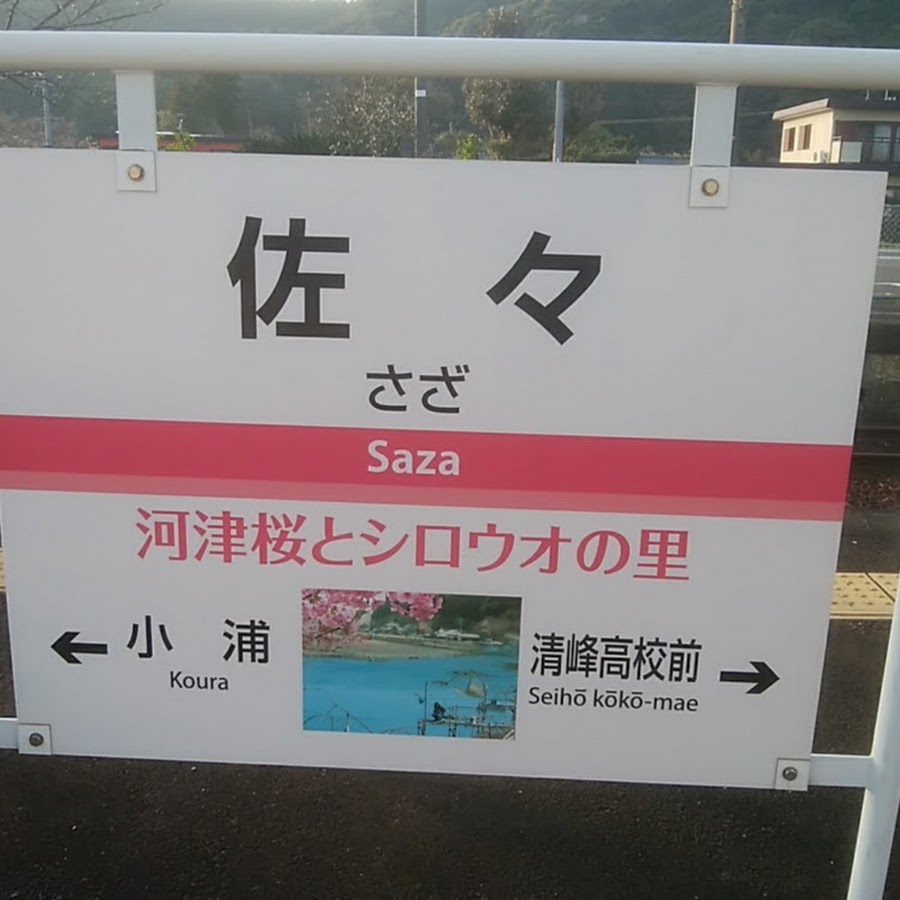 佐々
さざ
Saza
河津桜とシロウオの里
← 小浦
Koura
清峰高校前 →
Seihō kōkō-mae